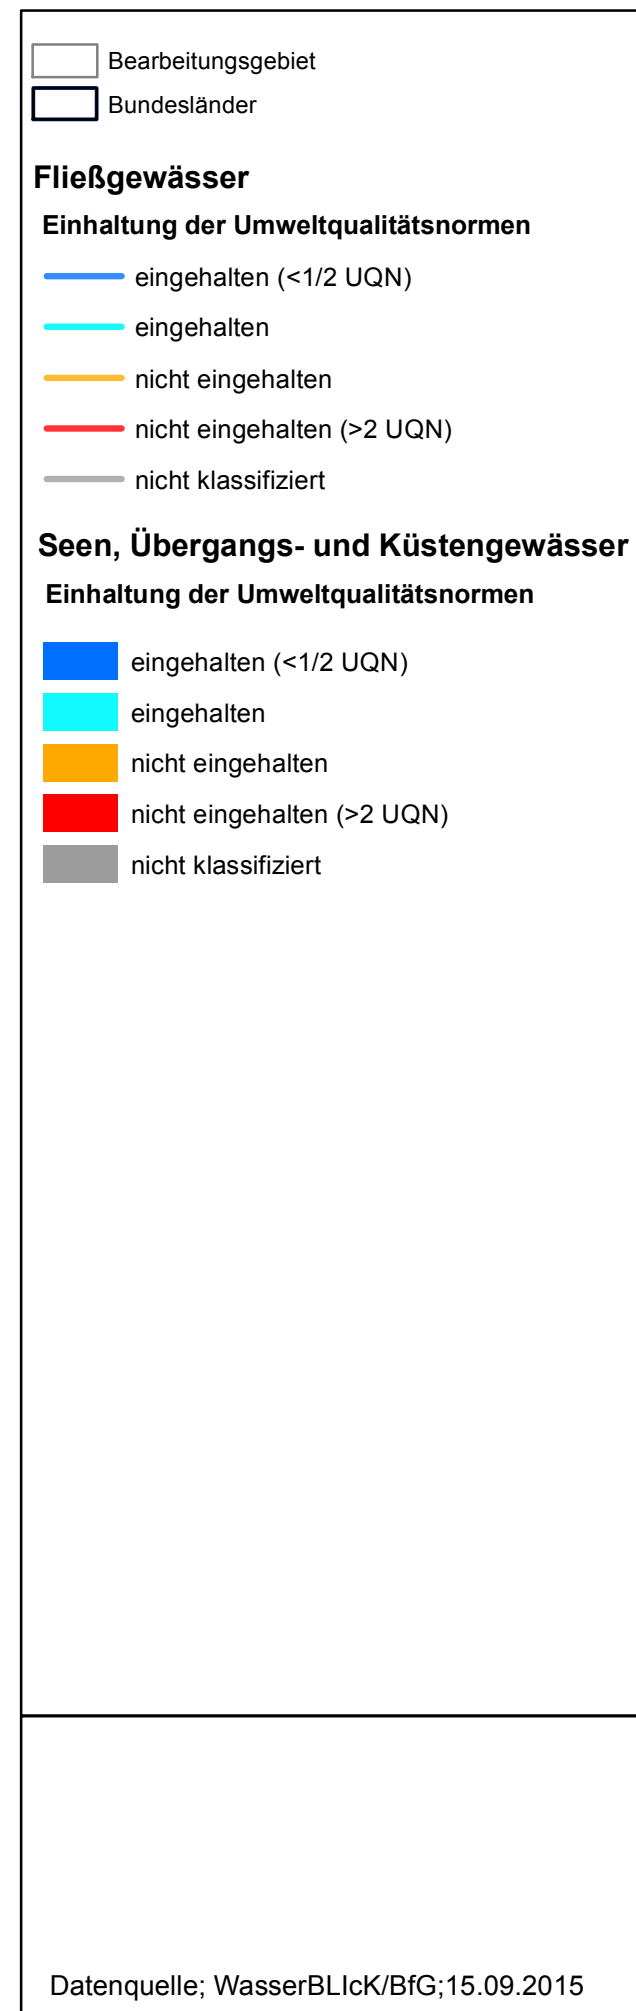 Bearbeitungsgebiet
Bundesländer
Fließgewässer
Einhaltung der Umweltqualitätsnormen
eingehalten (<1/2 UQN)
eingehalten
nicht eingehalten
nicht eingehalten (>2 UQN)
nicht klassifiziert
Seen, Übergangs- und Küstengewässer
Einhaltung der Umweltqualitätsnormen
eingehalten (<1/2 UQN)
eingehalten
nicht eingehalten
nicht eingehalten (>2 UQN)
nicht klassifiziert
Datenquelle; WasserBLIcK/BfG;15.09.2015